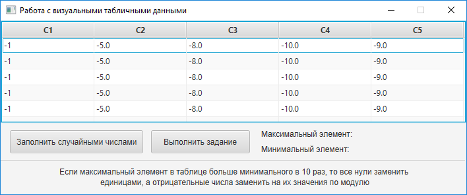 Работа с визуальными табличными данными
C1 C2 C3 C4 C5
-1 -5.0 -8.0 -10.0 -9.0
-1 -5.0 -8.0 -10.0 -9.0
-1 -5.0 -8.0 -10.0 -9.0
-1 -5.0 -8.0 -10.0 -9.0
-1 -5.0 -8.0 -10.0 -9.0
Заполнить случайными числами Выполнить задание
Максимальный элемент:
Минимальный элемент:
Если максимальный элемент в таблице больше минимального в 10 раз, то все нули заменить
единицами, а отрицательные числа заменить на их значения по модулю